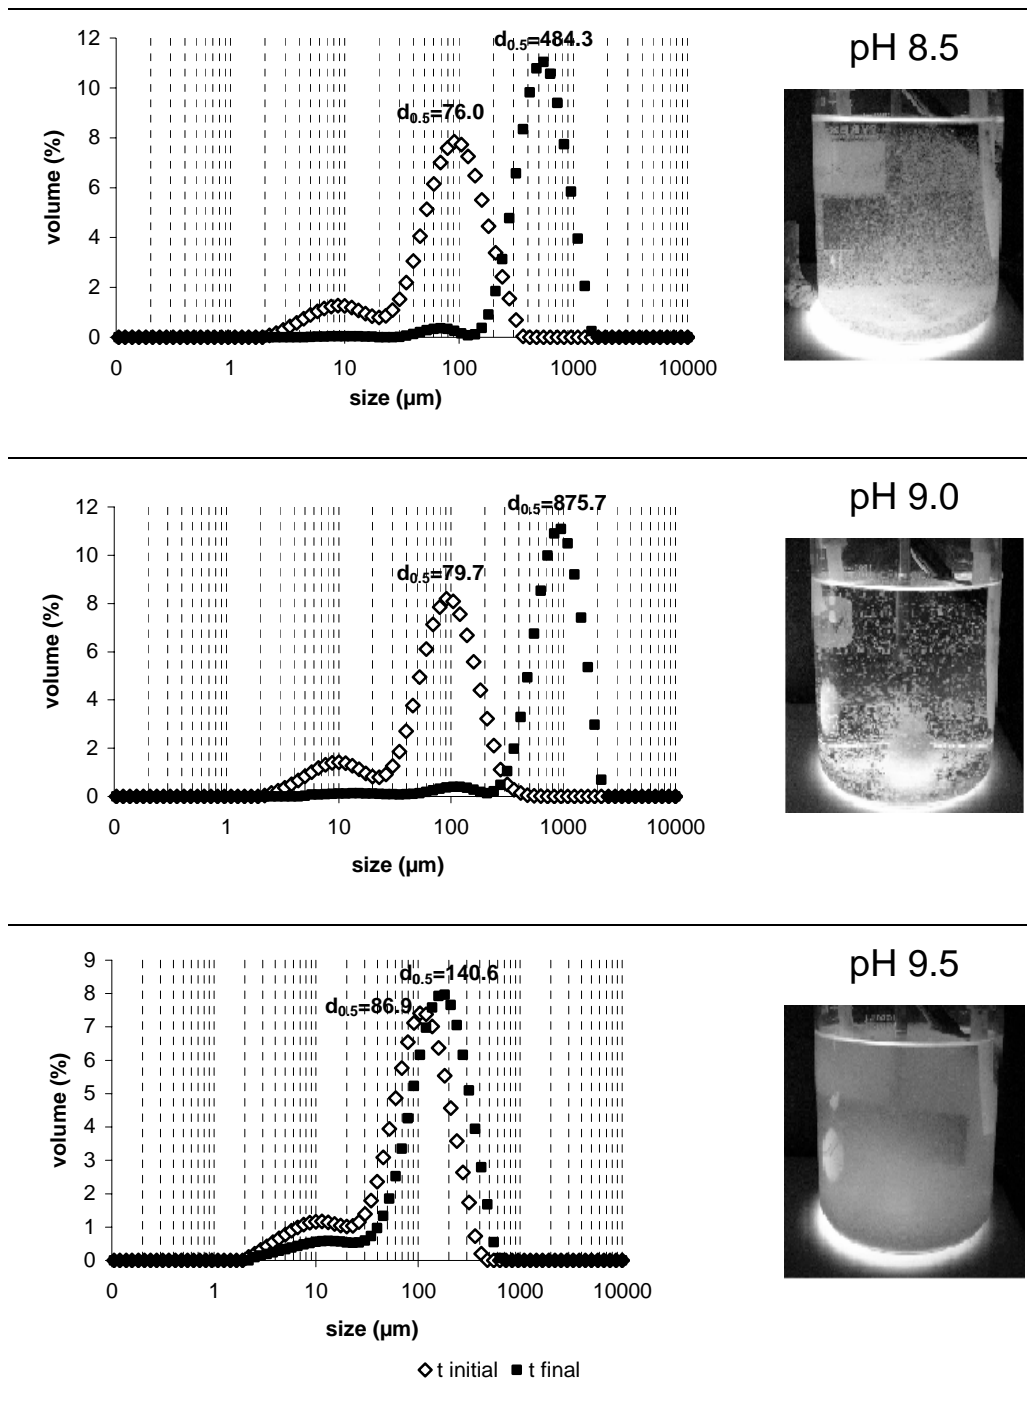 pH 8.5
d0.5=484.3
d0.5=76.0
12
10
8
6
4
2
0
volume (%)
0 1 10 100 1000 10000
size (µm)
pH 9.0
d0.5=875.7
d0.5=79.7
12
10
8
6
4
2
0
volume (%)
0 1 10 100 1000 10000
size (µm)
pH 9.5
d0.5=140.6
d0.5=86.9
9
8
7
6
5
4
3
2
1
0
volume (%)
0 1 10 100 1000 10000
size (µm)
t initial t final